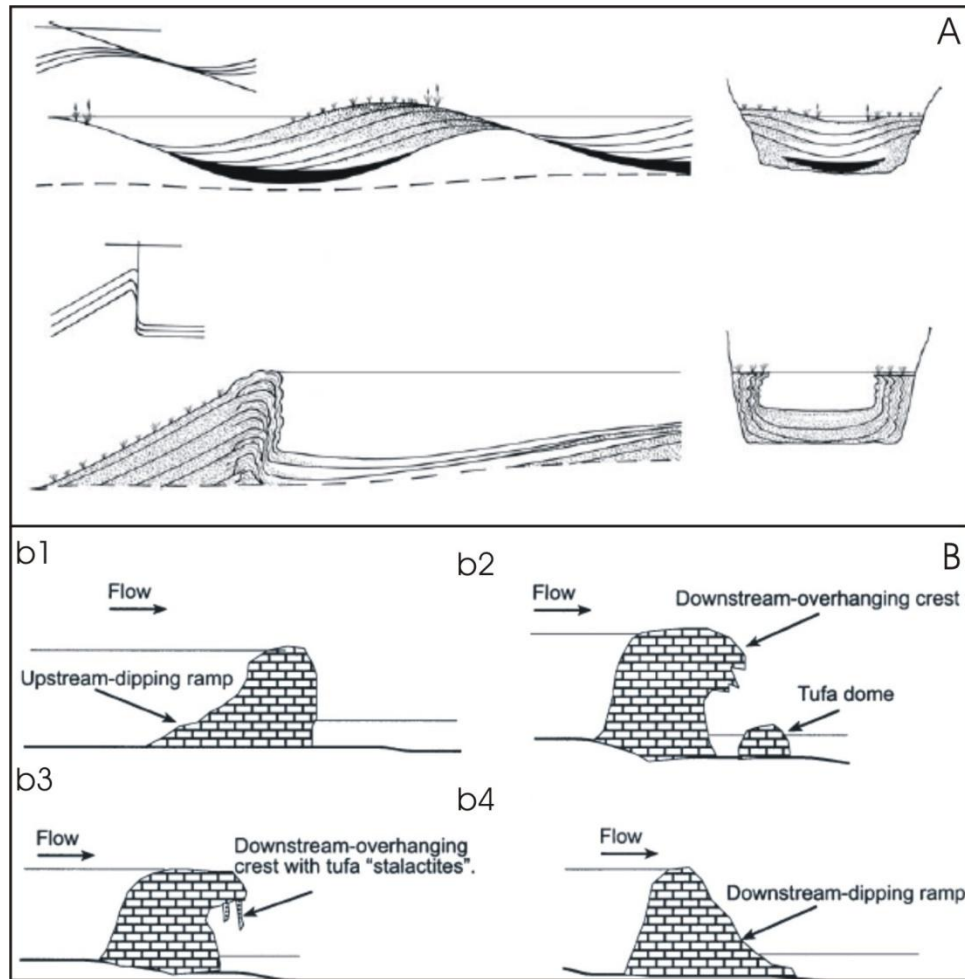 A
B
b1
Flow
Upstream-dipping ramp
b2
Flow
Downstream-overhanging crest
Tufa dome
b3
Flow
Downstream-overhanging
crest with tufa “stalactites”.
b4
Flow
Downstream-dipping ramp